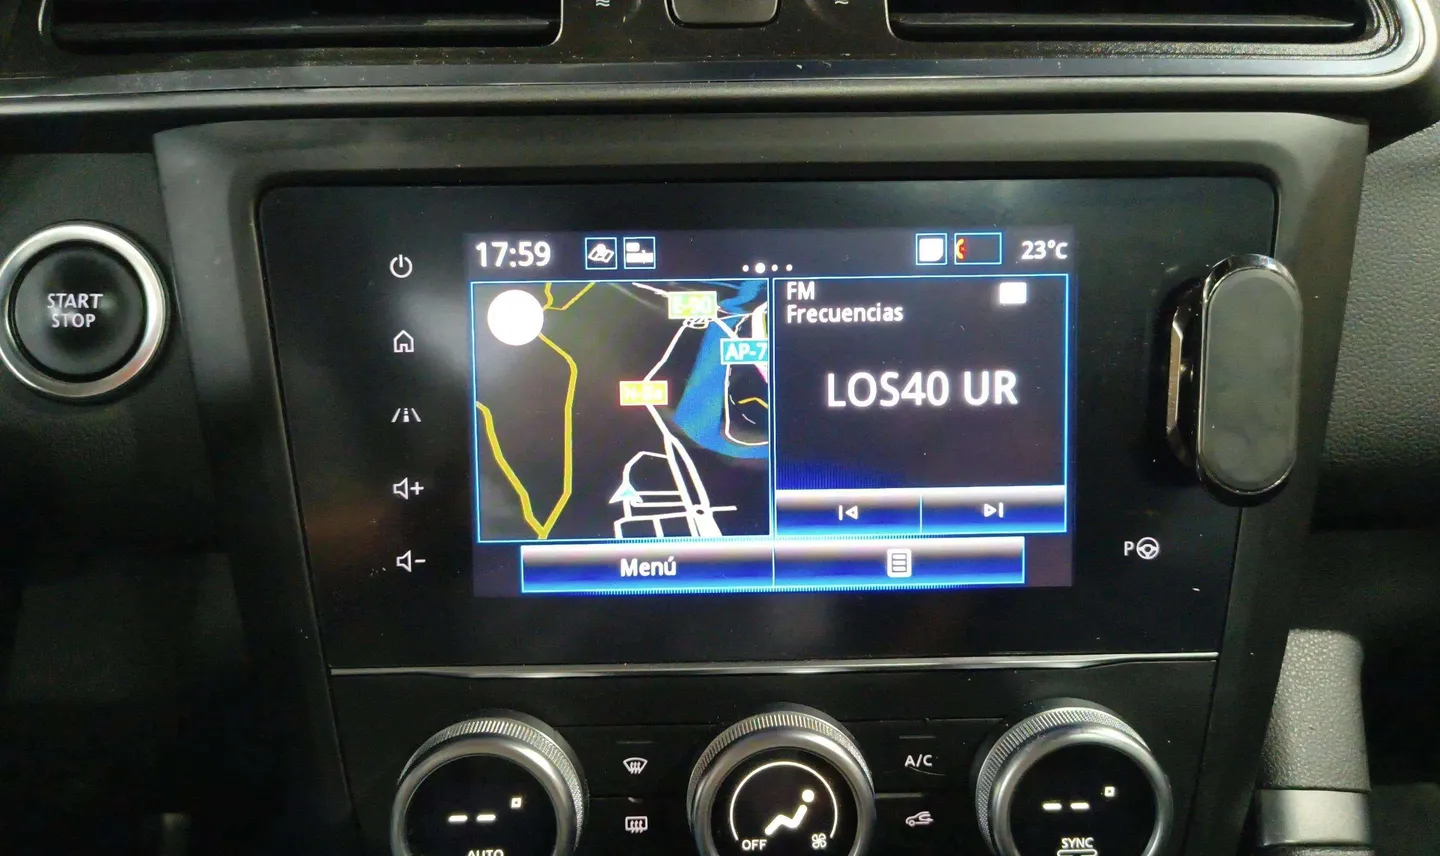 START
STOP
17:59
23°C
FM
Frecuencias
E-90
AP-7
LOS40 UR
Menú
P
A/C
AUTO
OFF
SYNC